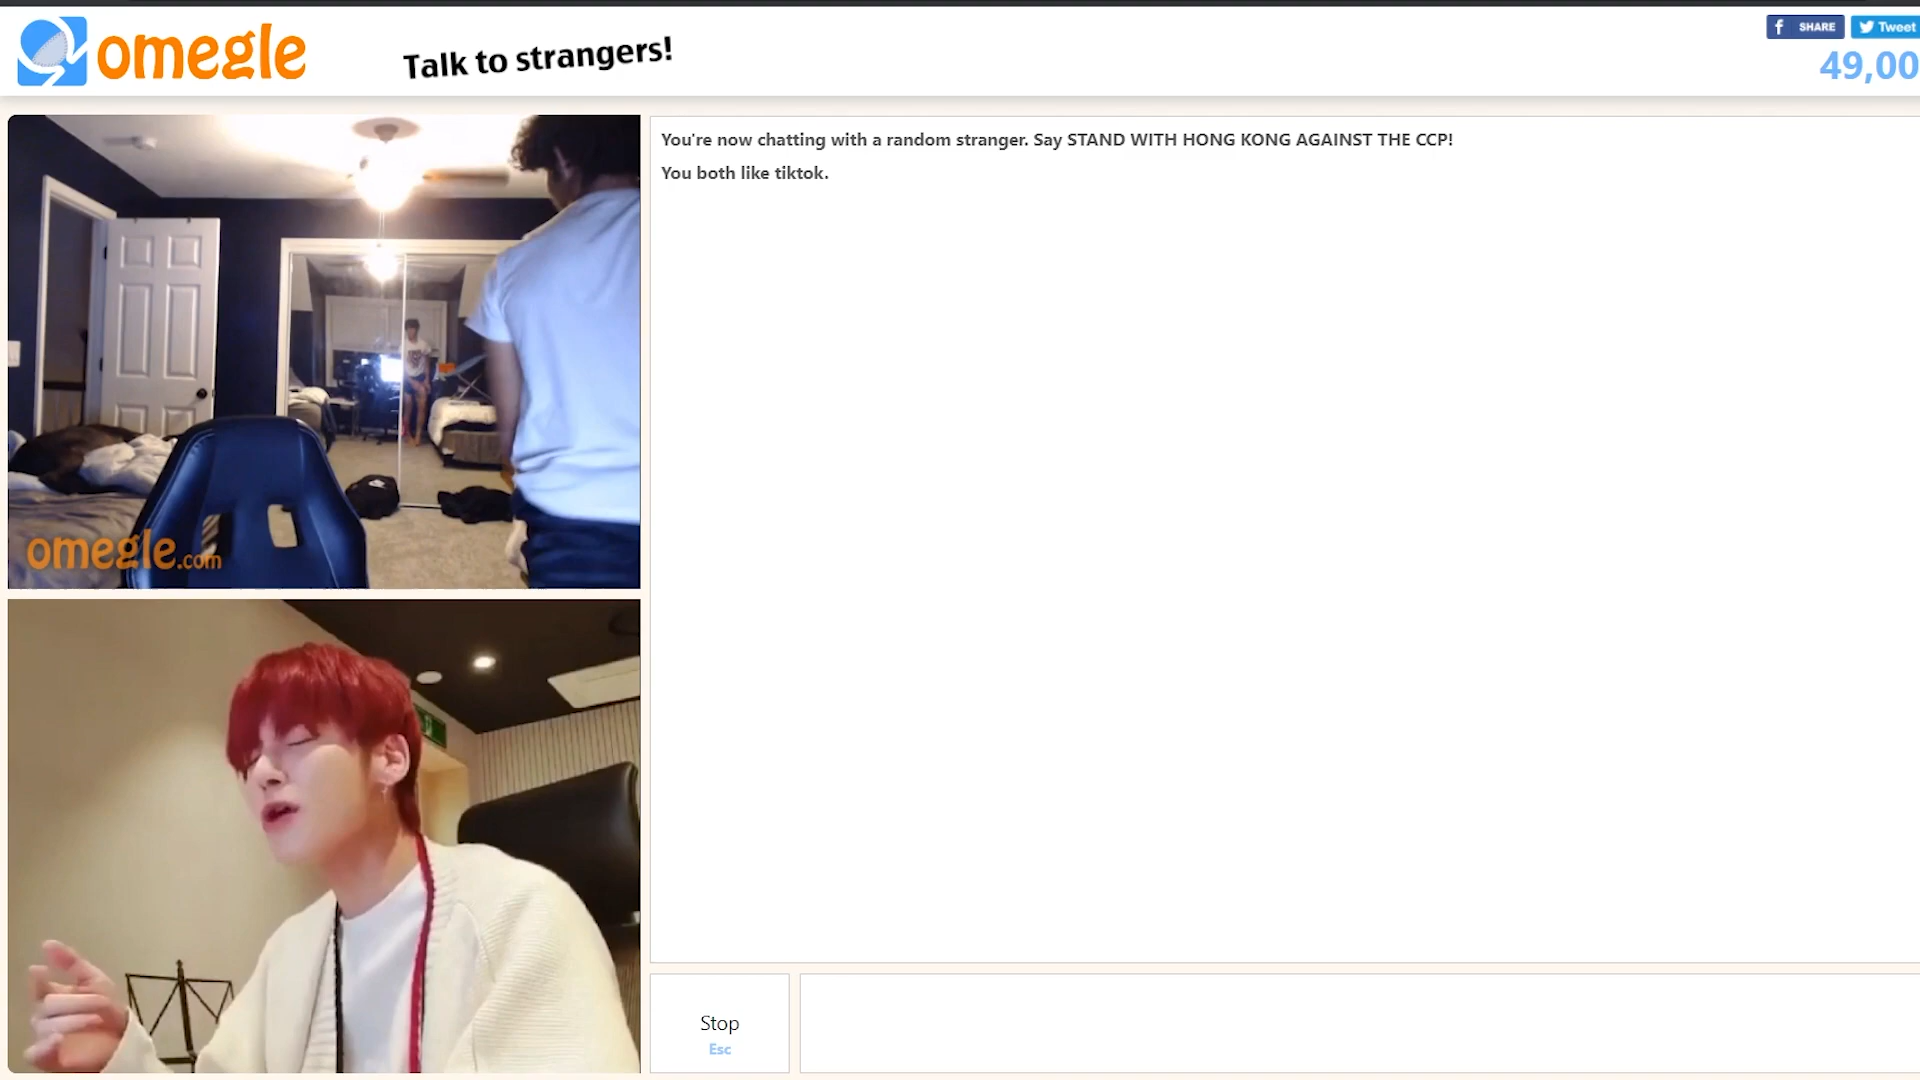 omegle
Talk to strangers!
SHARE
Tweet
49,00
You're now chatting with a random stranger. Say STAND WITH HONG KONG AGAINST THE CCP!
You both like tiktok.
omegle.com
Stop
Esc